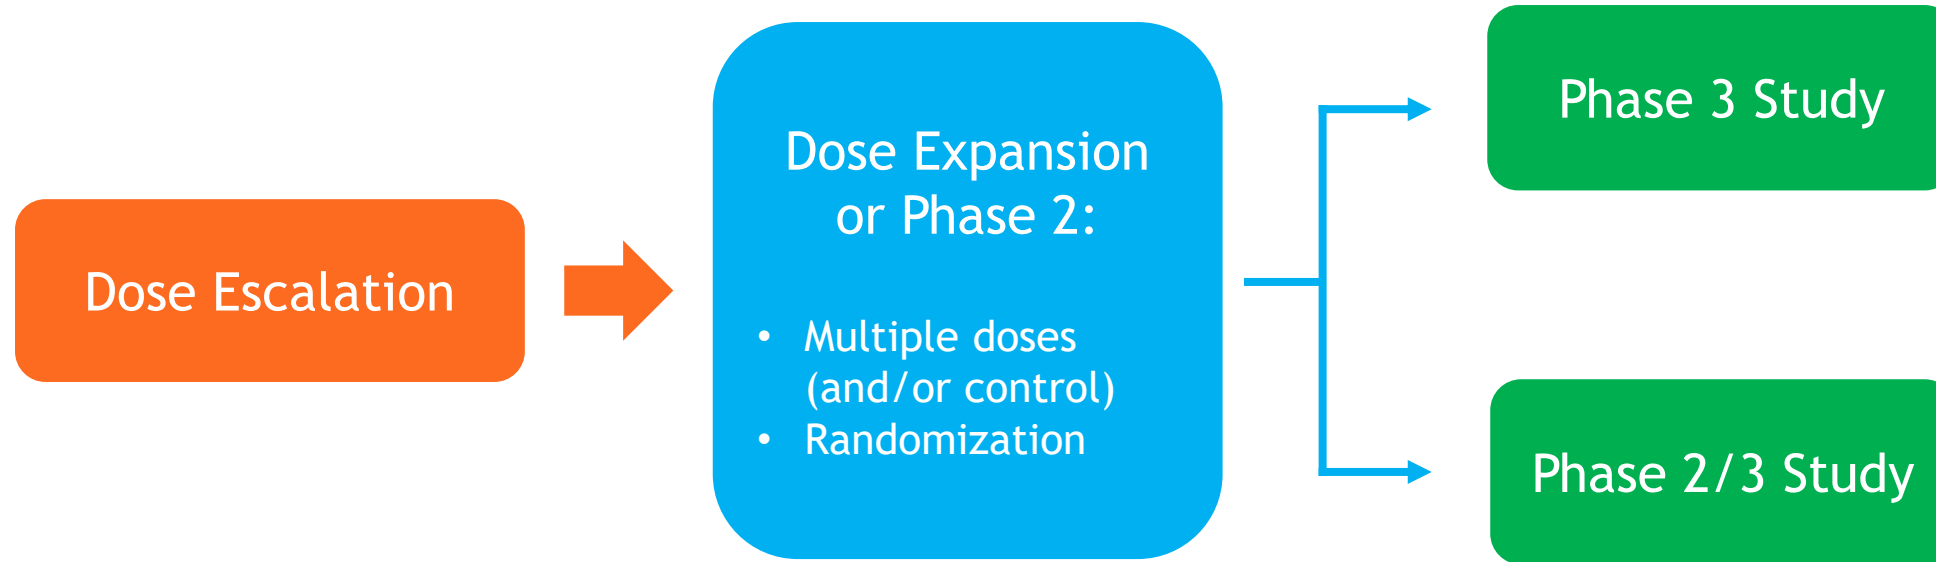 Dose Escalation
Dose Expansion
or Phase 2:
• Multiple doses
(and/or control)
• Randomization
Phase 3 Study
Phase 2/3 Study